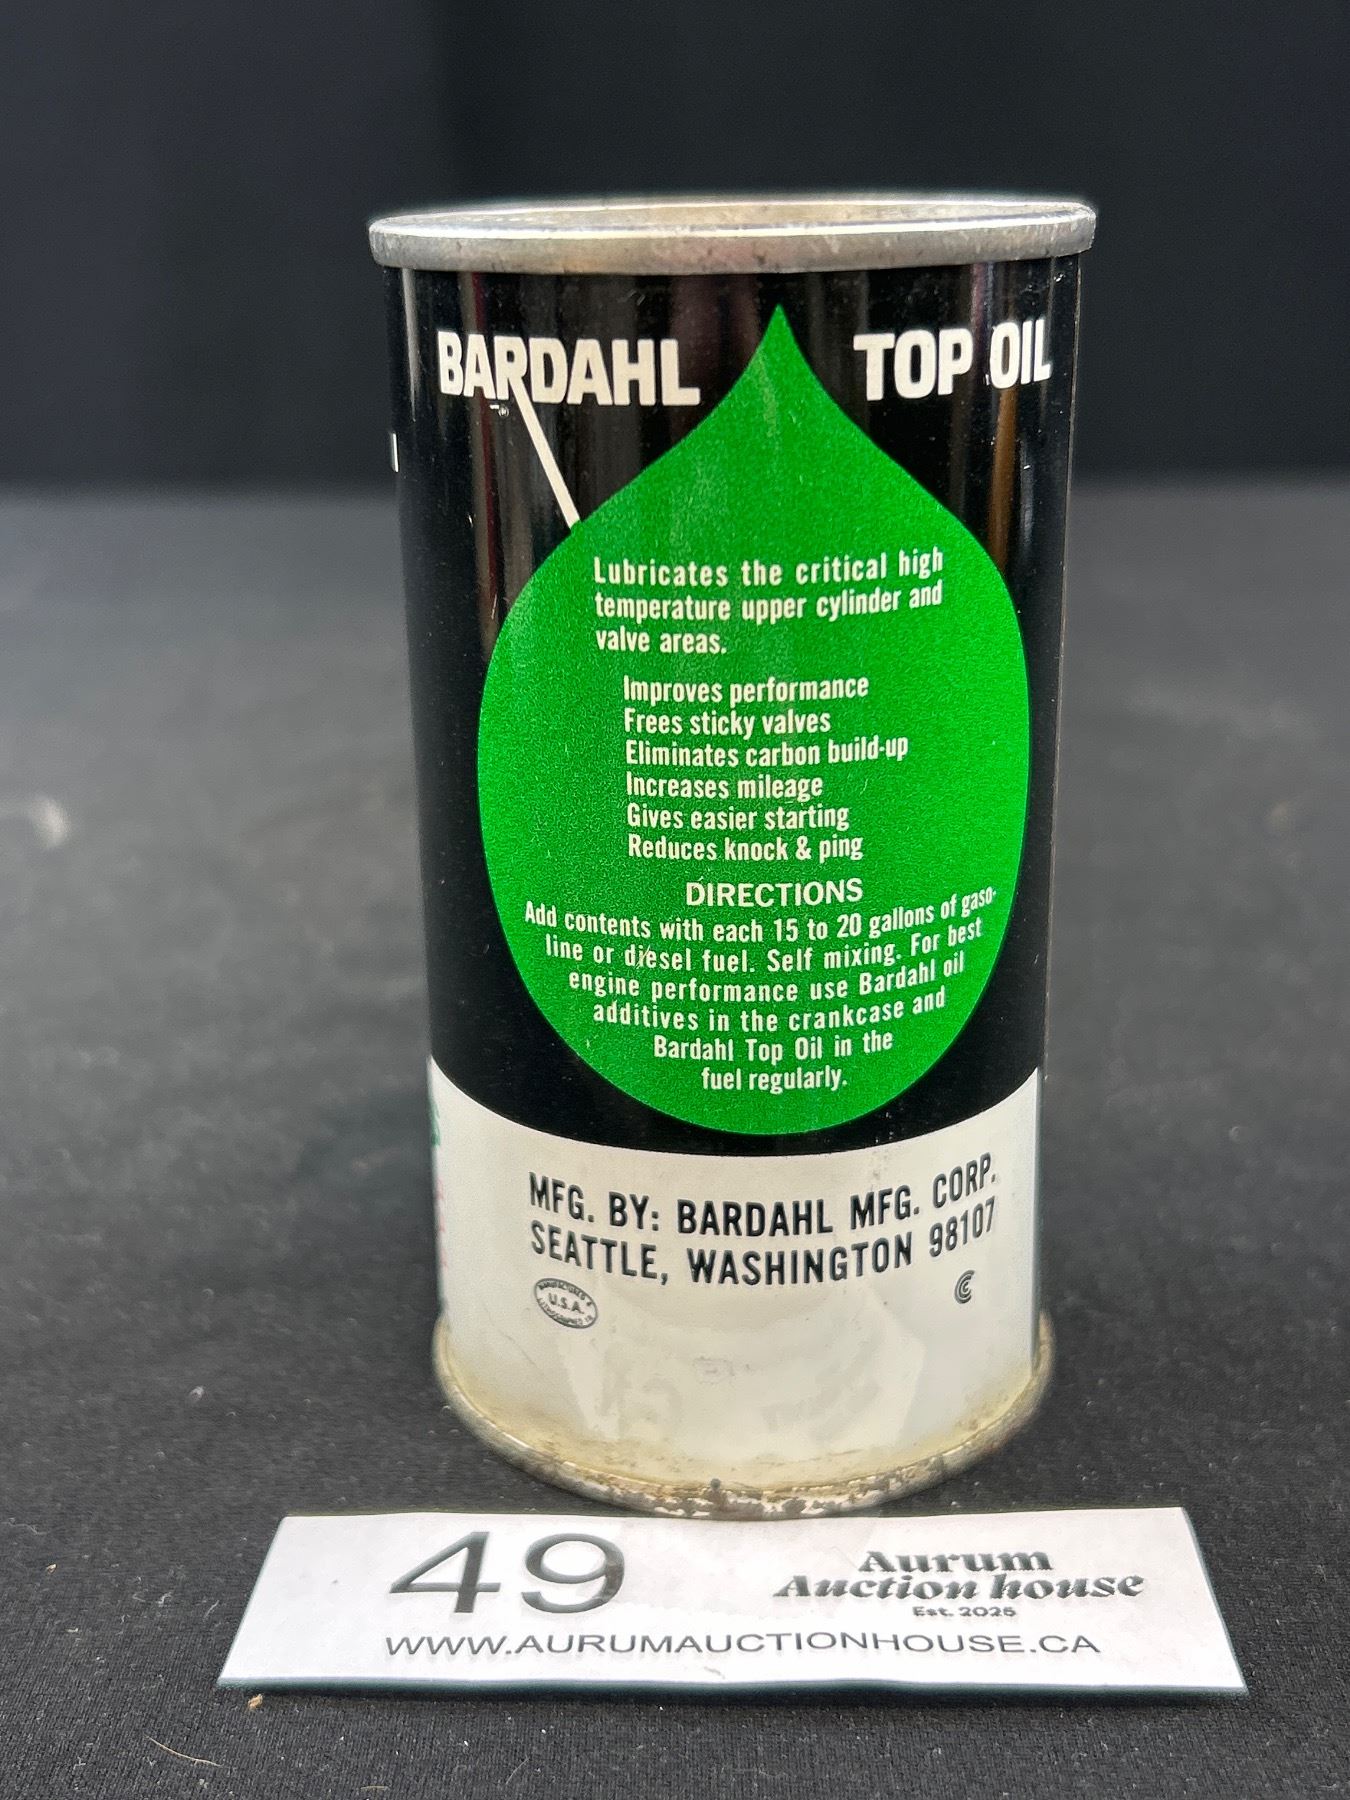 BARDAHL TOP OIL
Lubricates the critical high
temperature upper cylinder and
valve areas.
Improves performance
Frees sticky valves
Eliminates carbon build-up
Increases mileage
Gives easier starting
Reduces knock & ping
DIRECTIONS
Add contents with each 15 to 20 gallons of gaso-
line or diesel fuel. Self mixing. For best
engine performance use Bardahl oil
additives in the crankcase and
Bardahl Top Oil in the
fuel regularly.
MFG. BY: BARDAHL MFG. CORP.
SEATTLE, WASHINGTON 98107
U.S.A.
49
Aurum
Auction house
Est. 2025
WWW.AURUMAUCTIONHOUSE.CA